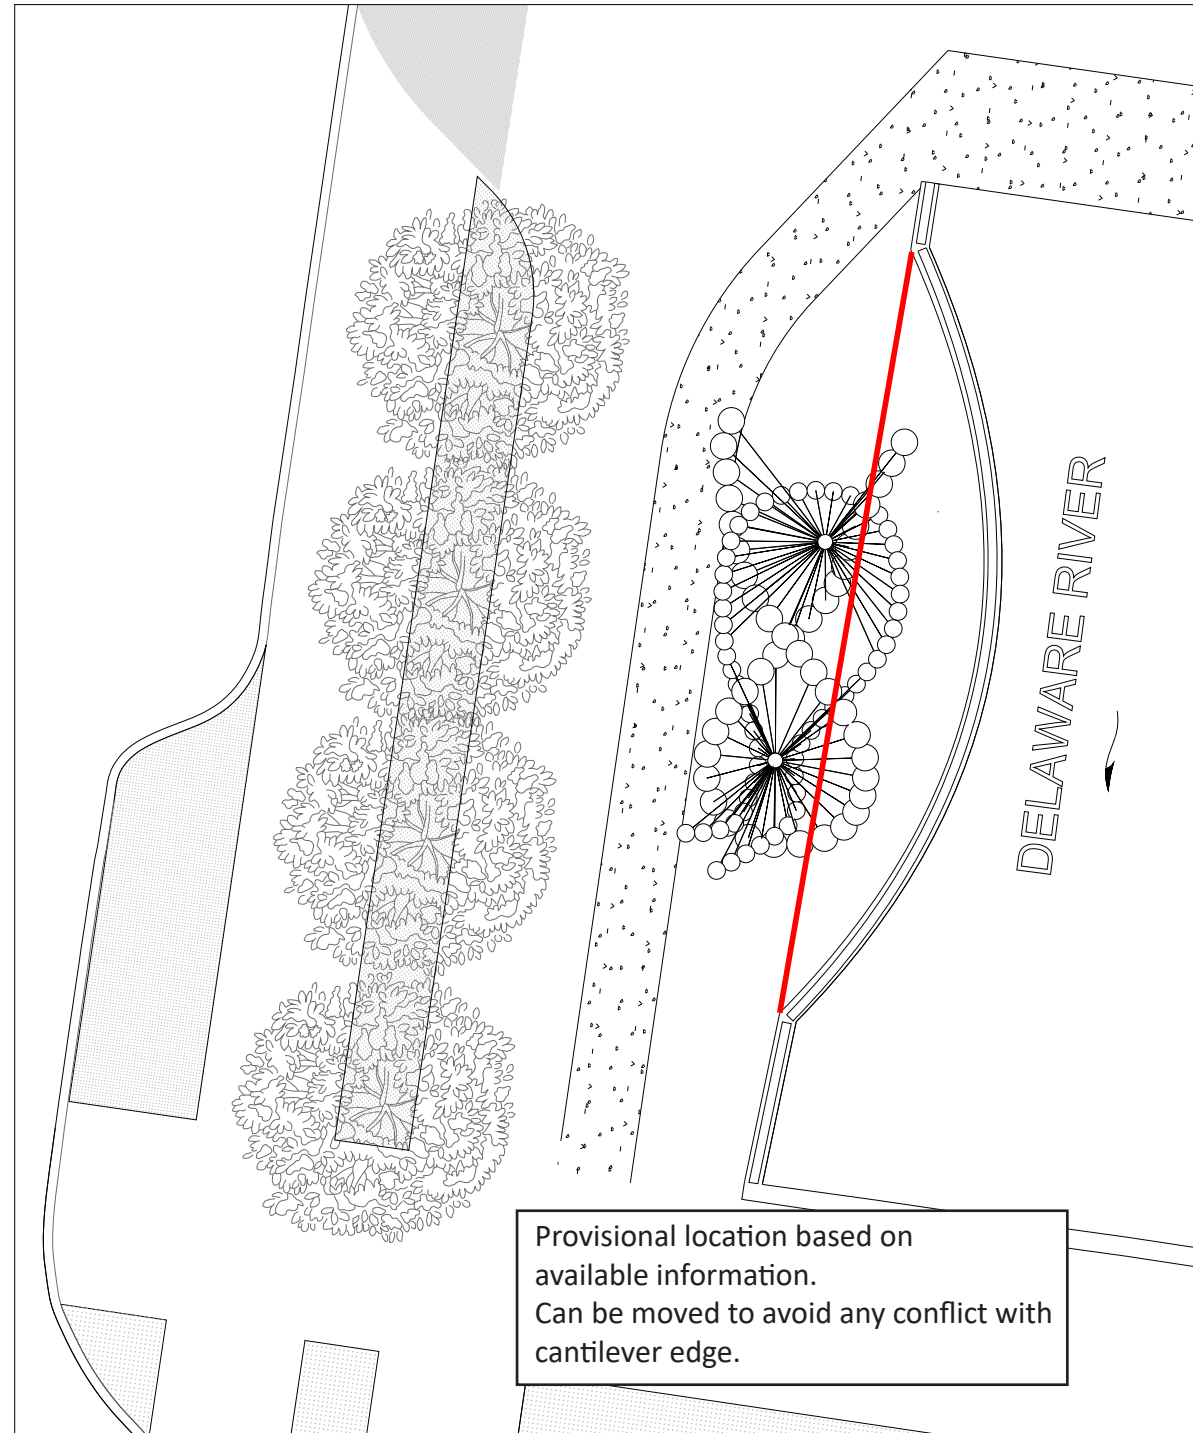 DELAWARE RIVER
Provisional location based on
available information.
Can be moved to avoid any conflict with
cantilever edge.